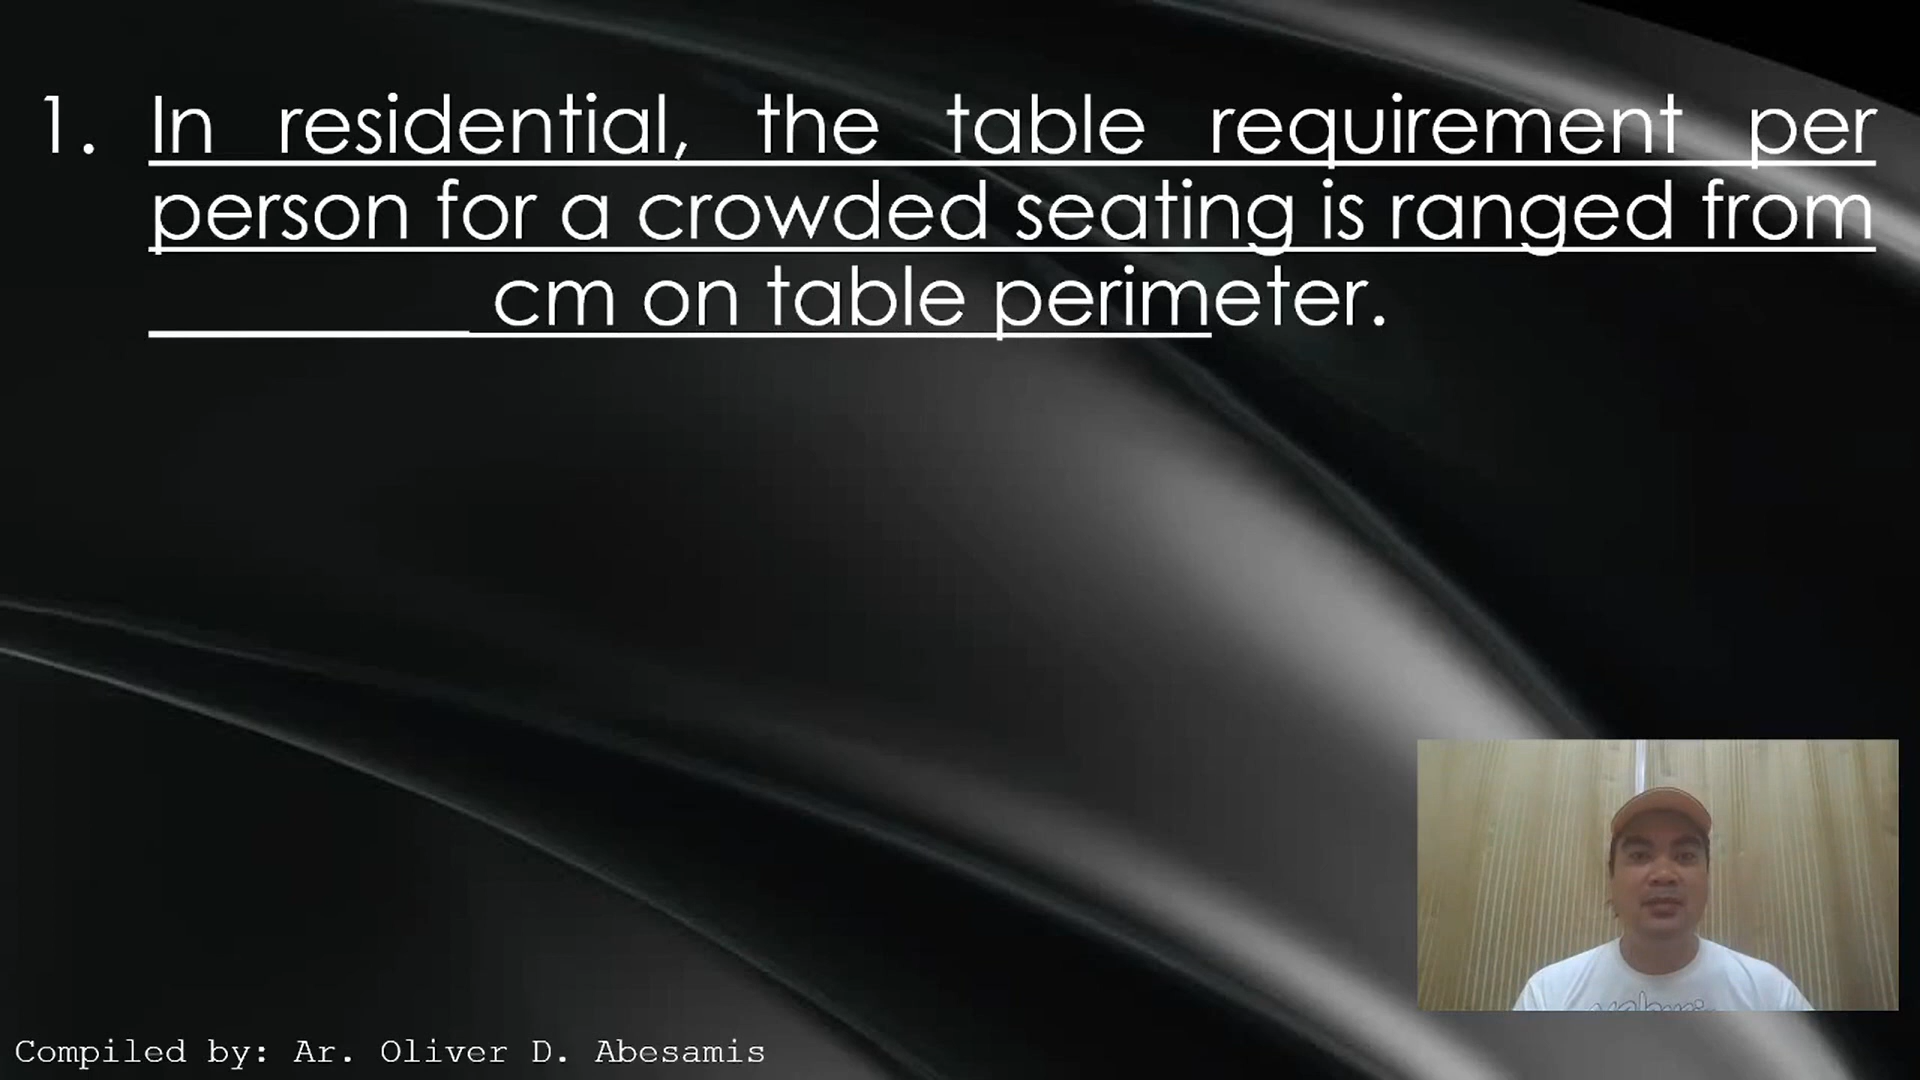 1. In residential, the table requirement per
person for a crowded seating is ranged from
________ cm on table perimeter.
Compiled by: Ar. Oliver D. Abesamis